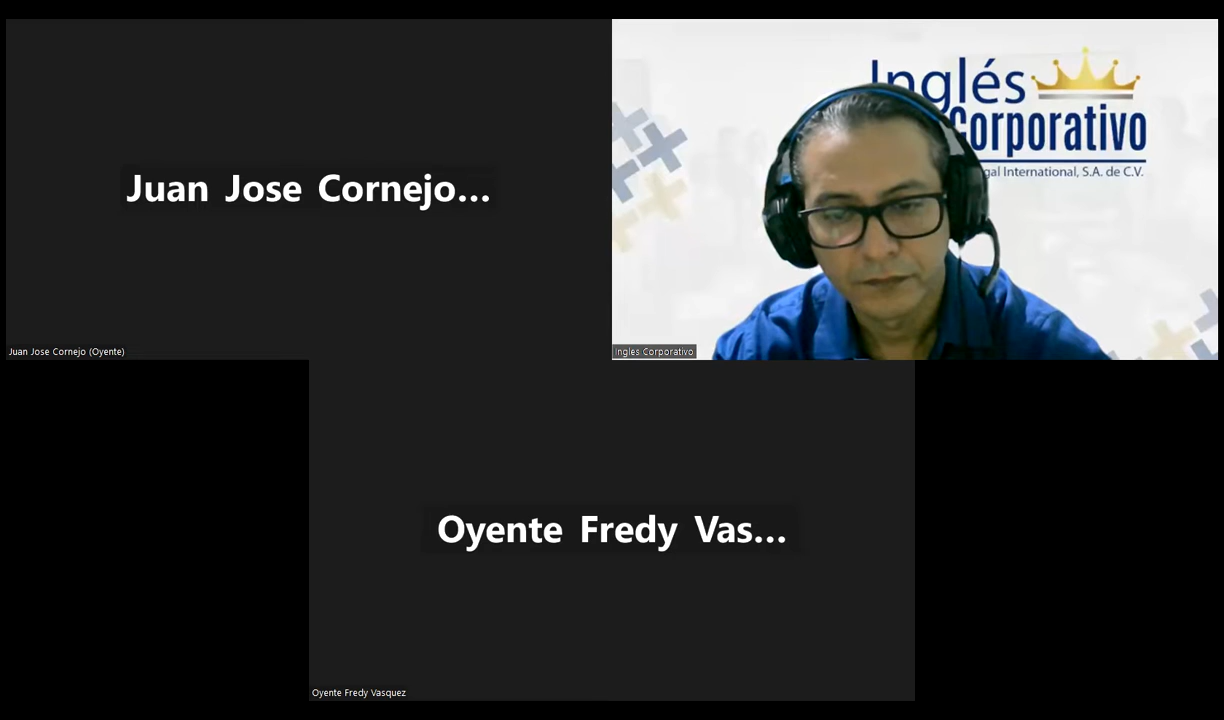 Juan Jose Cornejo...
Juan Jose Cornejo (Oyente)
Inglés
Corporativo
gal International, S.A. de C.V.
Ingles Corporativo
Oyente Fredy Vas...
Oyente Fredy Vasquez